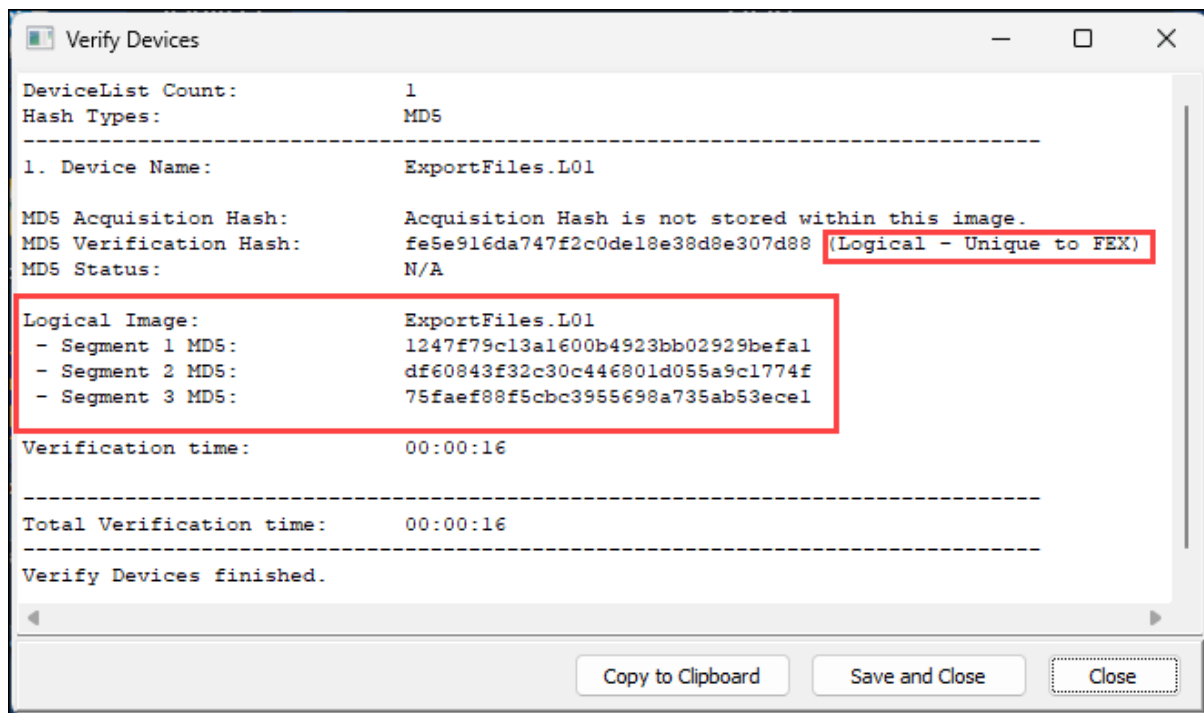 Verify Devices
DeviceList Count: 1
Hash Types: MD5
--------------------------------------------------------------------------------
1. Device Name: ExportFiles.L01
MD5 Acquisition Hash: Acquisition Hash is not stored within this image.
MD5 Verification Hash: fe5e916da747f2c0de18e38d8e307d88 (Logical - Unique to FEX)
MD5 Status: N/A
Logical Image: ExportFiles.L01
- Segment 1 MD5: 1247f79c13a1600b4923bb02929befa1
- Segment 2 MD5: df60843f32c30c446801d055a9c1774f
- Segment 3 MD5: 75faef88f5cbc3955698a735ab53ece1
Verification time: 00:00:16
--------------------------------------------------------------------------------
Total Verification time: 00:00:16
--------------------------------------------------------------------------------
Verify Devices finished.
Copy to Clipboard Save and Close Close